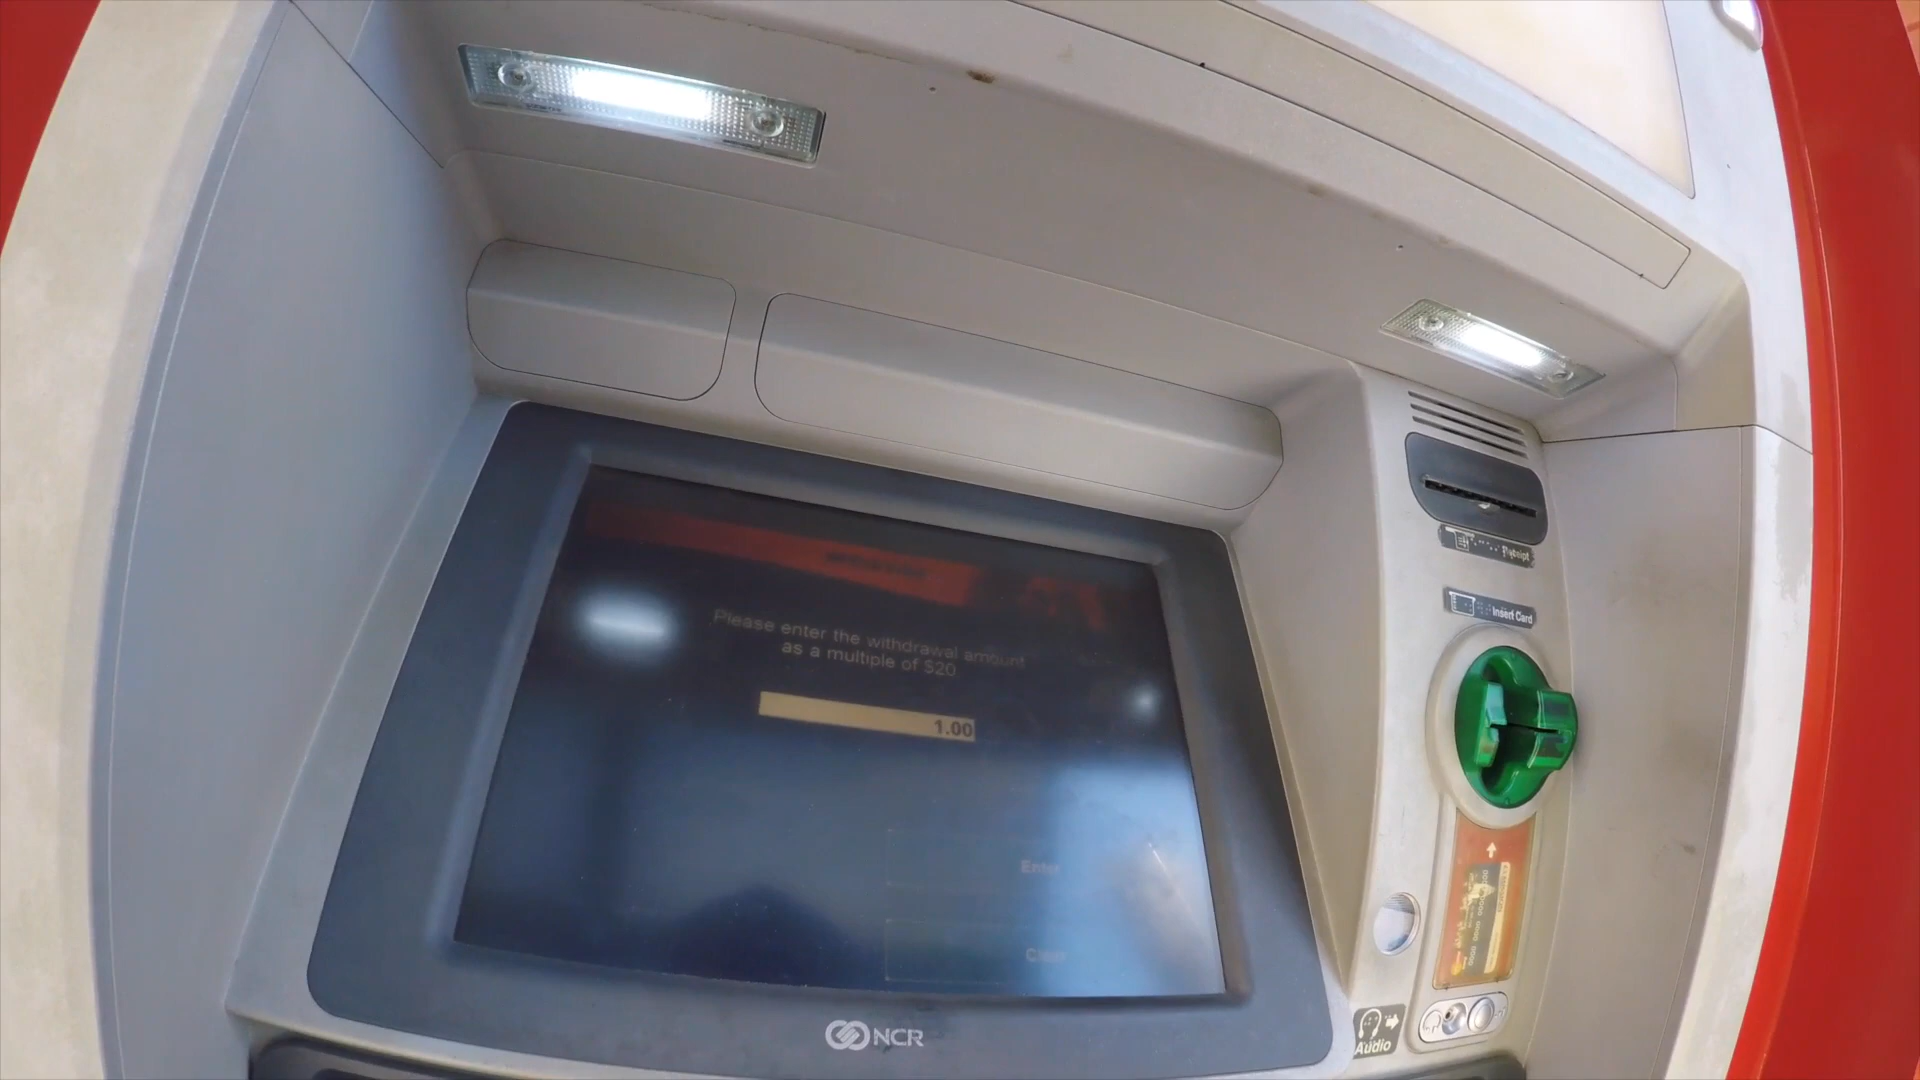 Please enter the withdrawal amount
as a multiple of $20
1.00
Enter
Clear
NCR
Receipt
Insert Card
Audio